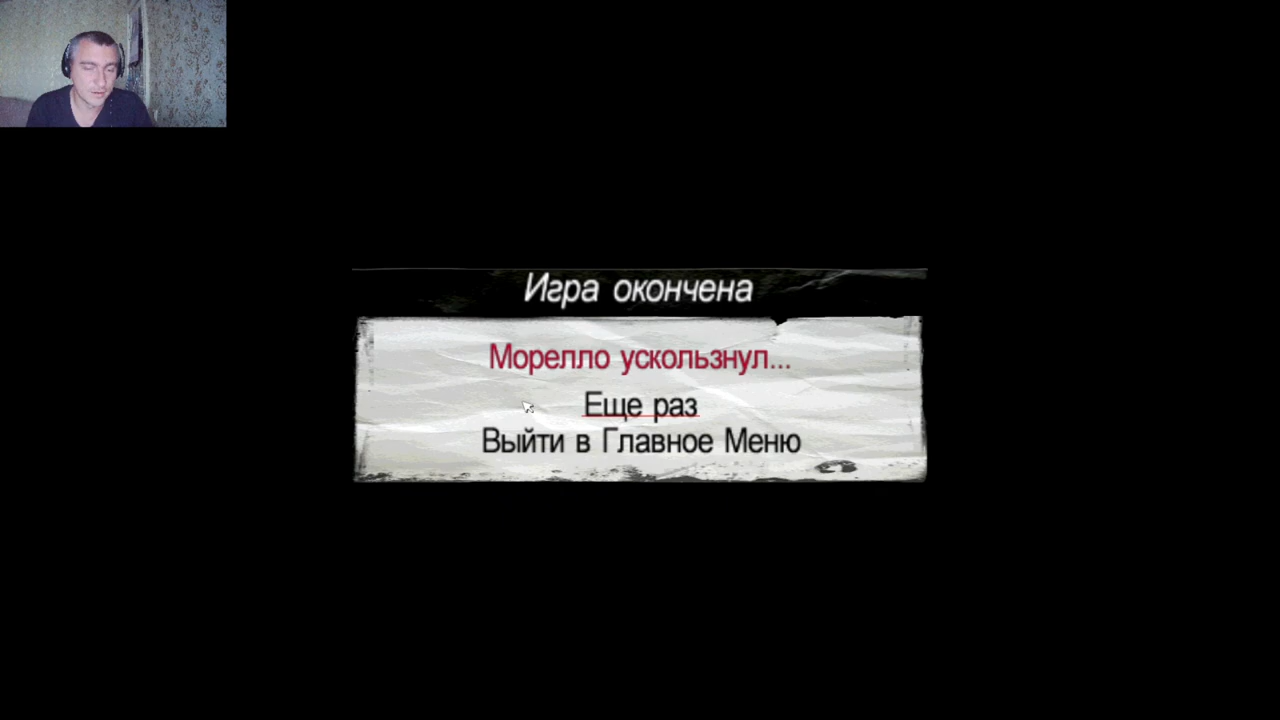 Игра окончена
Морелло ускользнул...
Еще раз
Выйти в Главное Меню